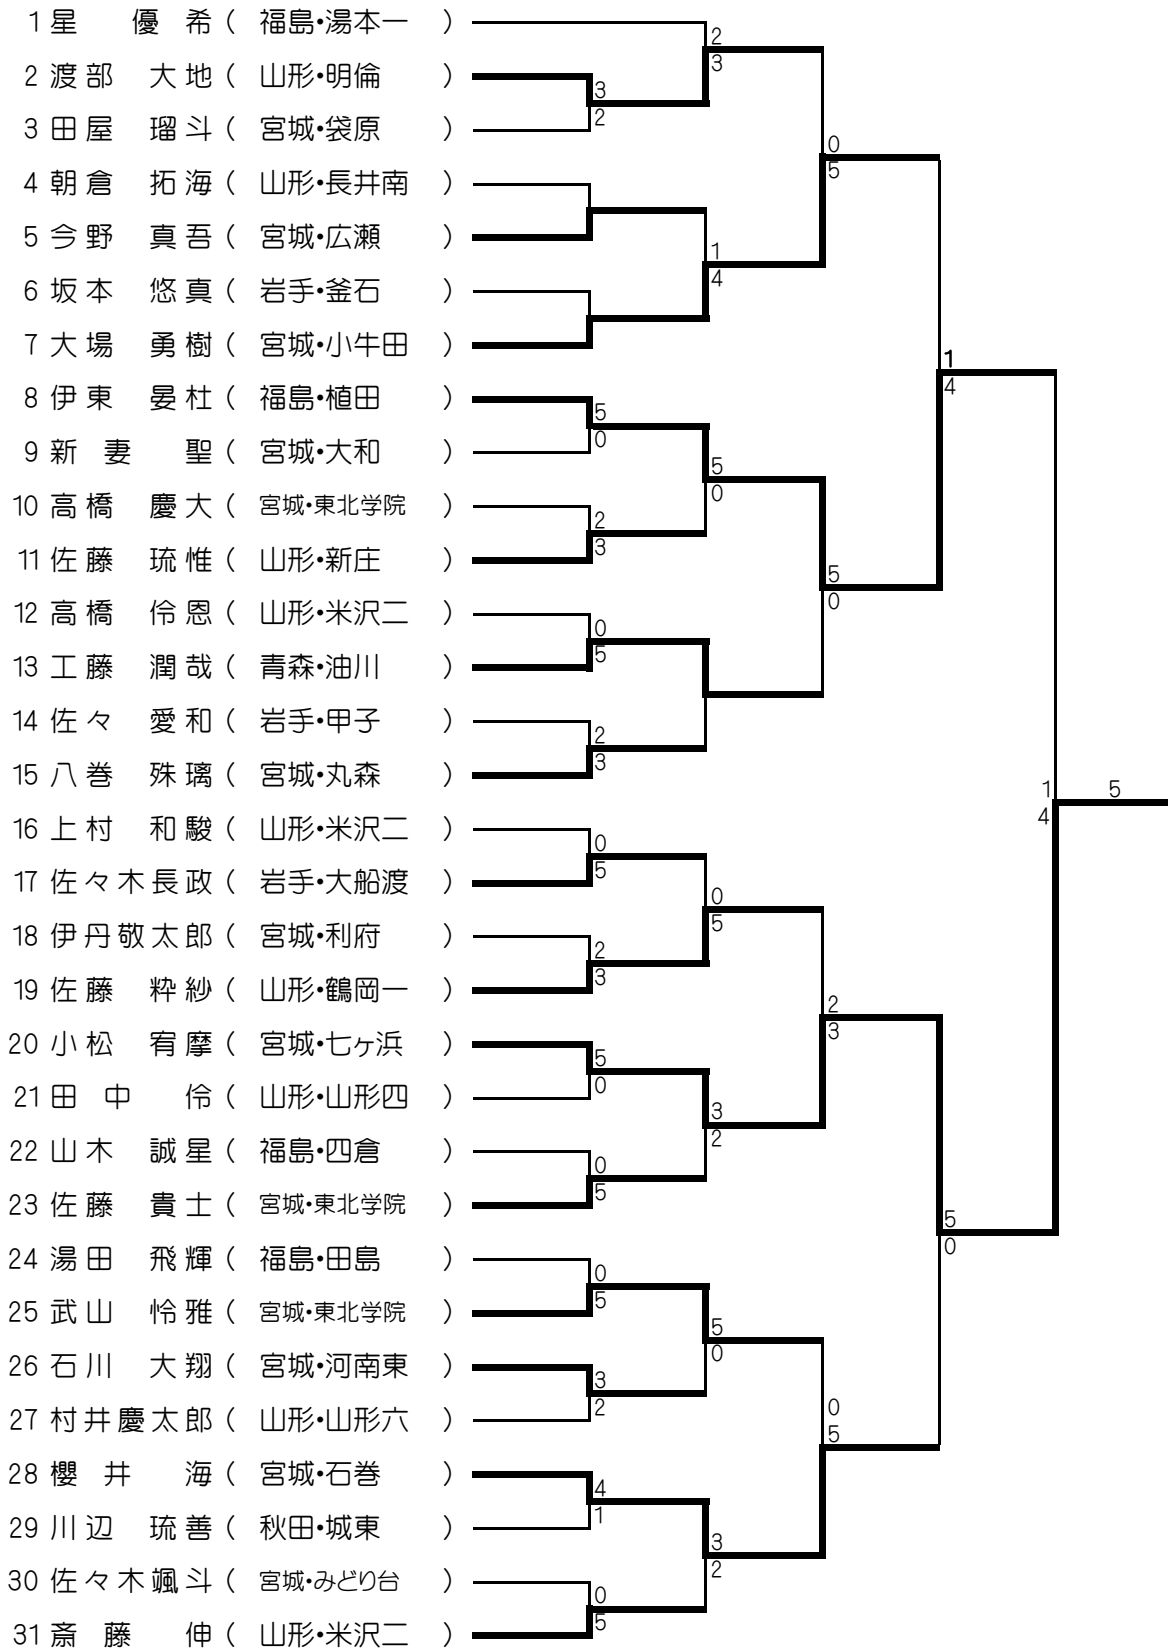 1 星 優希 ( 福島・湯本一 )
2
3
2 渡部 大地 ( 山形・明倫 )
3
2
3 田屋 瑠斗 ( 宮城・袋原 )
0
5
4 朝倉 拓海 ( 山形・長井南 )
5 今野 真吾 ( 宮城・広瀬 )
1
4
6 坂本 悠真 ( 岩手・釜石 )
7 大場 勇樹 ( 宮城・小牛田 )
1
4
8 伊東 晏杜 ( 福島・植田 )
5
0
9 新妻 聖 ( 宮城・大和 )
5
0
10 高橋 慶大 ( 宮城・東北学院 )
2
3
11 佐藤 琉惟 ( 山形・新庄 )
5
0
12 高橋 伶恩 ( 山形・米沢二 )
0
5
13 工藤 潤哉 ( 青森・油川 )
14 佐々 愛和 ( 岩手・甲子 )
2
3
15 八巻 殊璃 ( 宮城・丸森 )
1 5
4
16 上村 和駿 ( 山形・米沢二 )
0
5
17 佐々木長政 ( 岩手・大船渡 )
0
5
18 伊丹敬太郎 ( 宮城・利府 )
2
3
19 佐藤 粋紗 ( 山形・鶴岡一 )
2
3
20 小松 宥摩 ( 宮城・七ヶ浜 )
5
0
21 田中 伶 ( 山形・山形四 )
3
2
22 山木 誠星 ( 福島・四倉 )
0
5
23 佐藤 貴士 ( 宮城・東北学院 )
5
0
24 湯田 飛輝 ( 福島・田島 )
0
5
25 武山 怜雅 ( 宮城・東北学院 )
5
0
26 石川 大翔 ( 宮城・河南東 )
3
2
27 村井慶太郎 ( 山形・山形六 )
0
5
28 櫻井 海 ( 宮城・石巻 )
4
1
29 川辺 琉善 ( 秋田・城東 )
3
2
30 佐々木颯斗 ( 宮城・みどり台 )
0
5
31 斎藤 伸 ( 山形・米沢二 )